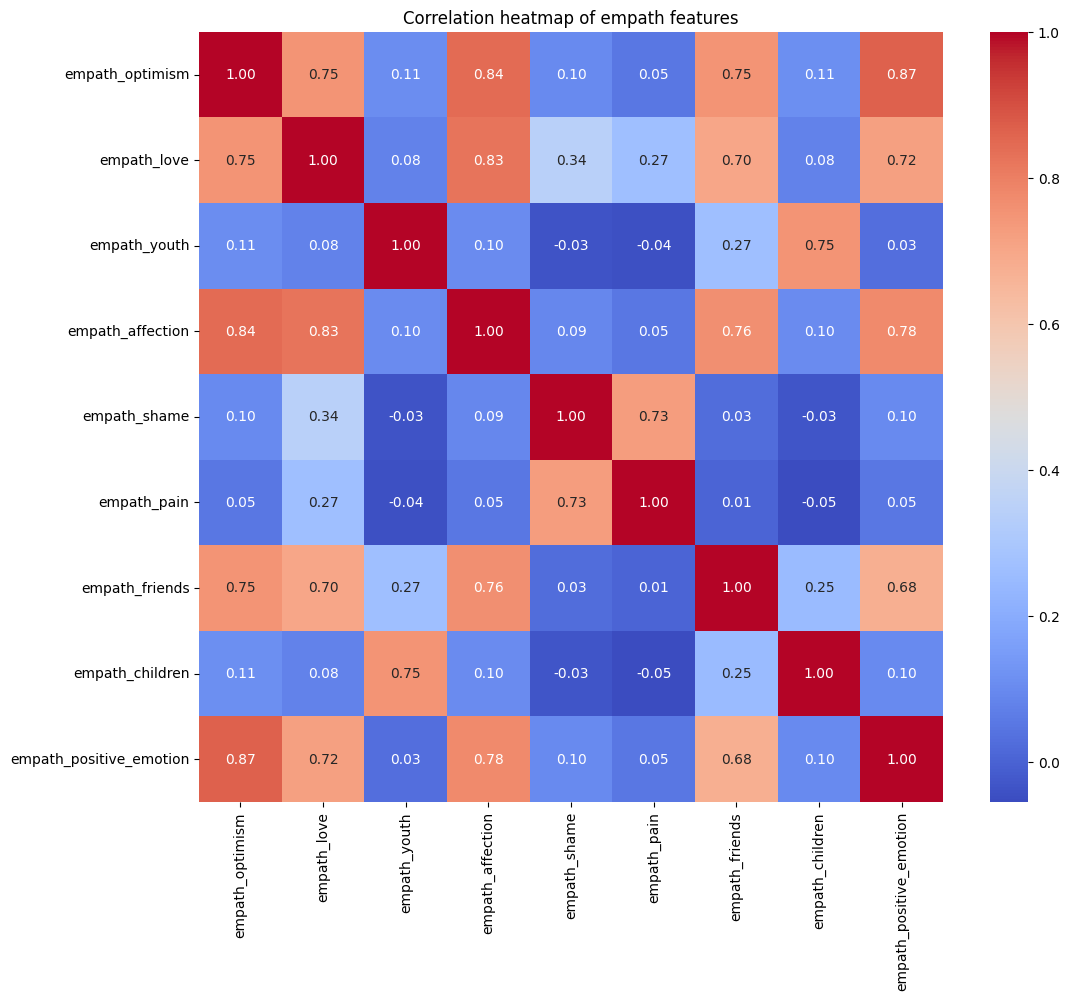 Correlation heatmap of empath features
empath_optimism 1.00 0.75 0.11 0.84 0.10 0.05 0.75 0.11 0.87
empath_love 0.75 1.00 0.08 0.83 0.34 0.27 0.70 0.08 0.72
empath_youth 0.11 0.08 1.00 0.10 -0.03 -0.04 0.27 0.75 0.03
empath_affection 0.84 0.83 0.10 1.00 0.09 0.05 0.76 0.10 0.78
empath_shame 0.10 0.34 -0.03 0.09 1.00 0.73 0.03 -0.03 0.10
empath_pain 0.05 0.27 -0.04 0.05 0.73 1.00 0.01 -0.05 0.05
empath_friends 0.75 0.70 0.27 0.76 0.03 0.01 1.00 0.25 0.68
empath_children 0.11 0.08 0.75 0.10 -0.03 -0.05 0.25 1.00 0.10
empath_positive_emotion 0.87 0.72 0.03 0.78 0.10 0.05 0.68 0.10 1.00
empath_optimism
empath_love
empath_youth
empath_affection
empath_shame
empath_pain
empath_friends
empath_children
empath_positive_emotion
1.0
0.8
0.6
0.4
0.2
0.0